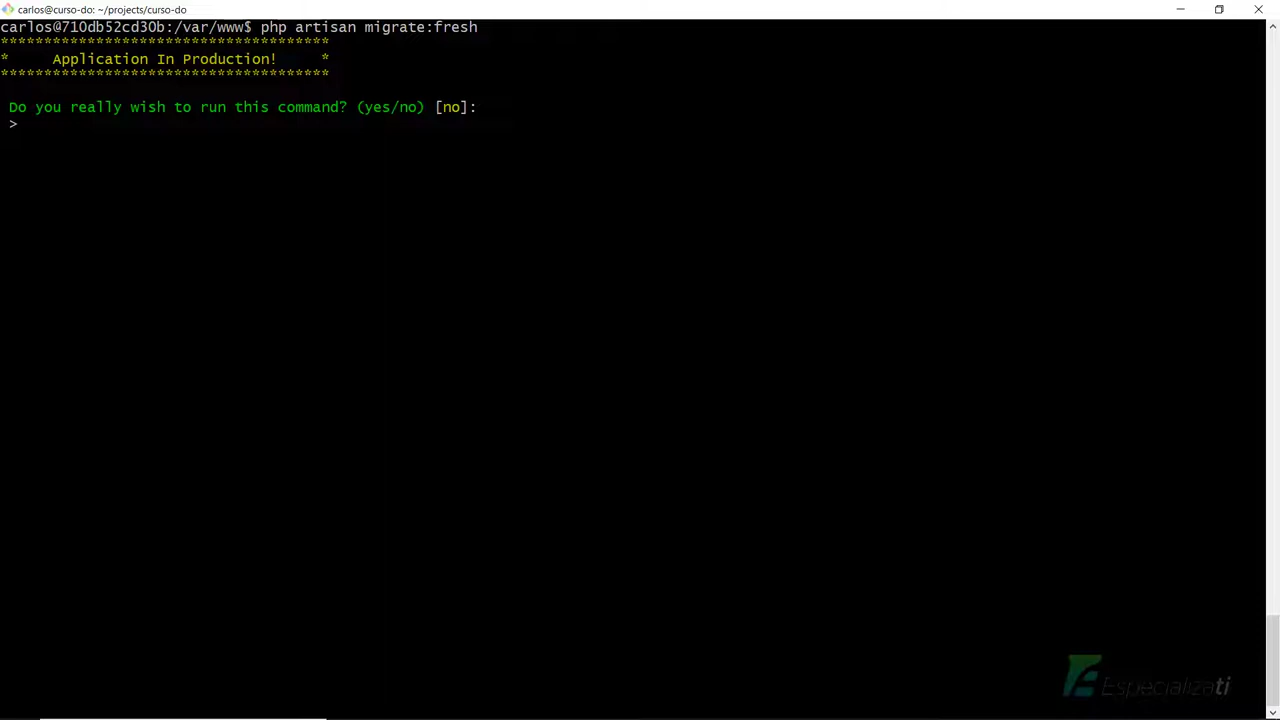 carlos@curso-do: ~/projects/curso-do
carlos@710db52cd30b:/var/www$ php artisan migrate:fresh
**************************************
*     Application In Production!     *
**************************************
Do you really wish to run this command? (yes/no) [no]:
>
Especializati